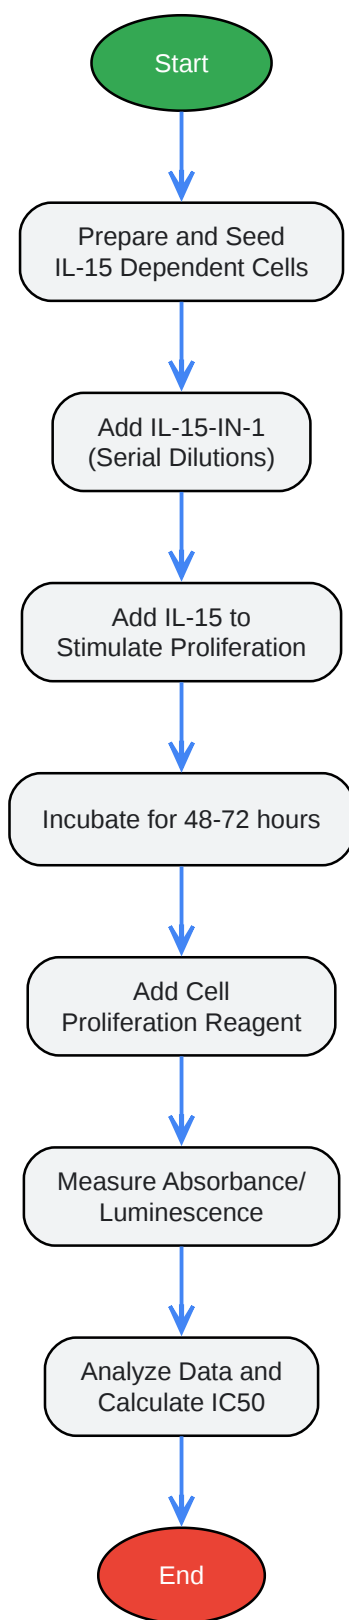 Start
Prepare and Seed
IL-15 Dependent Cells
Add IL-15-IN-1
(Serial Dilutions)
Add IL-15 to
Stimulate Proliferation
Incubate for 48-72 hours
Add Cell
Proliferation Reagent
Measure Absorbance/
Luminescence
Analyze Data and
Calculate IC50
End